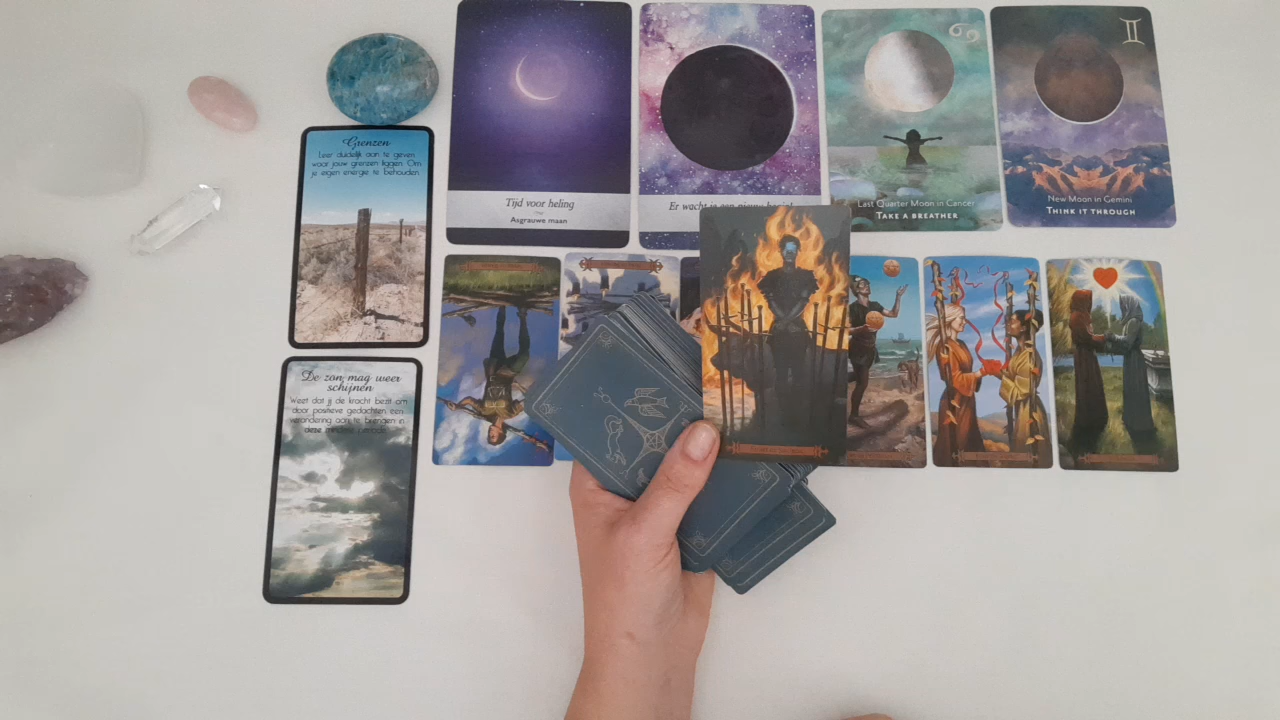 Grenzen
Leer duidelijk aan te geven
waar jouw grenzen liggen. Om
je eigen energie te behouden.
Tijd voor heling
Asgrauwe maan
Er wacht je een nieuw begin!
Last Quarter Moon in Cancer
TAKE A BREATHER
New Moon in Gemini
THINK IT THROUGH
De zon mag weer
schijnen
Weet dat jij de kracht bezit om
door positieve gedachten een
verandering aan te brengen in
deze mindere periode.